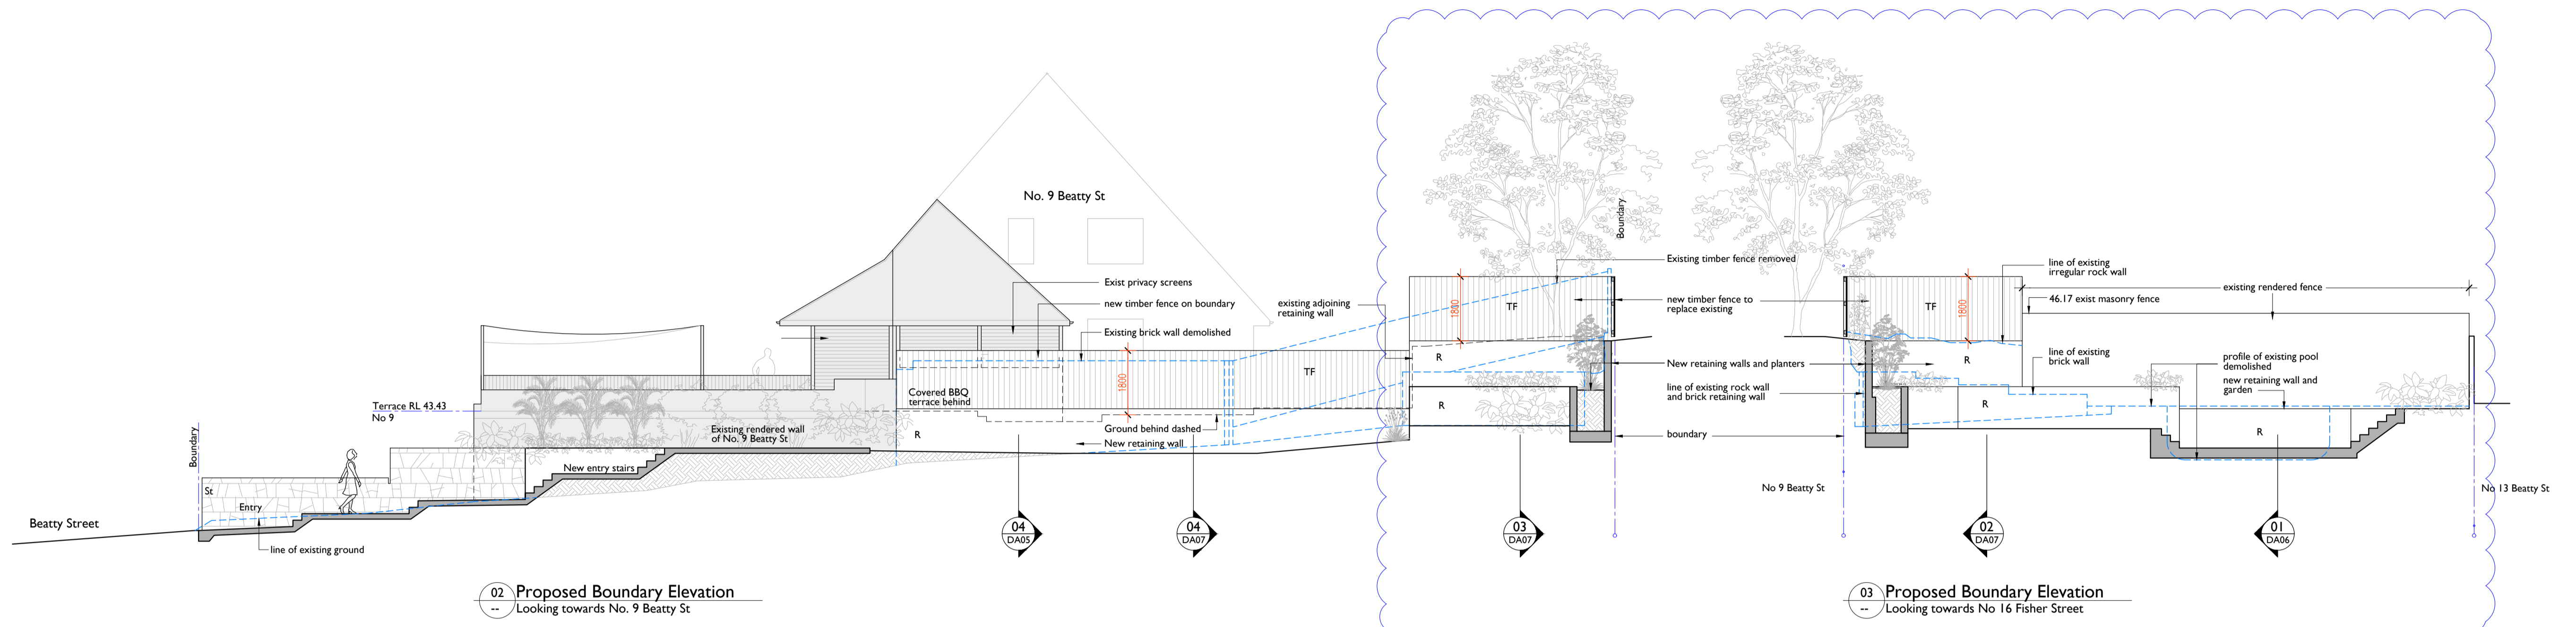 No. 9 Beatty St
Exist privacy screens
new timber fence on boundary
Existing brick wall demolished
existing adjoining
retaining wall
1800
TF
Covered BBQ
terrace behind
Ground behind dashed
New retaining wall
R
Terrace RL 43.43
No 9
Existing rendered wall
of No. 9 Beatty St
New entry stairs
Boundary
St
Entry
Beatty Street
line of existing ground
04
DA05
04
DA07
03
DA07
02
--
Proposed Boundary Elevation
Looking towards No. 9 Beatty St
Boundary
Existing timber fence removed
1800
TF
new timber fence to
replace existing
R
R
New retaining walls and planters
line of existing rock wall
and brick retaining wall
boundary
line of existing
irregular rock wall
46.17 exist masonry fence
existing rendered fence
TF
1800
R
line of existing
brick wall
profile of existing pool
demolished
new retaining wall and
garden
R
R
No 9 Beatty St
No 13 Beatty St
02
DA07
01
DA06
03
--
Proposed Boundary Elevation
Looking towards No 16 Fisher Street